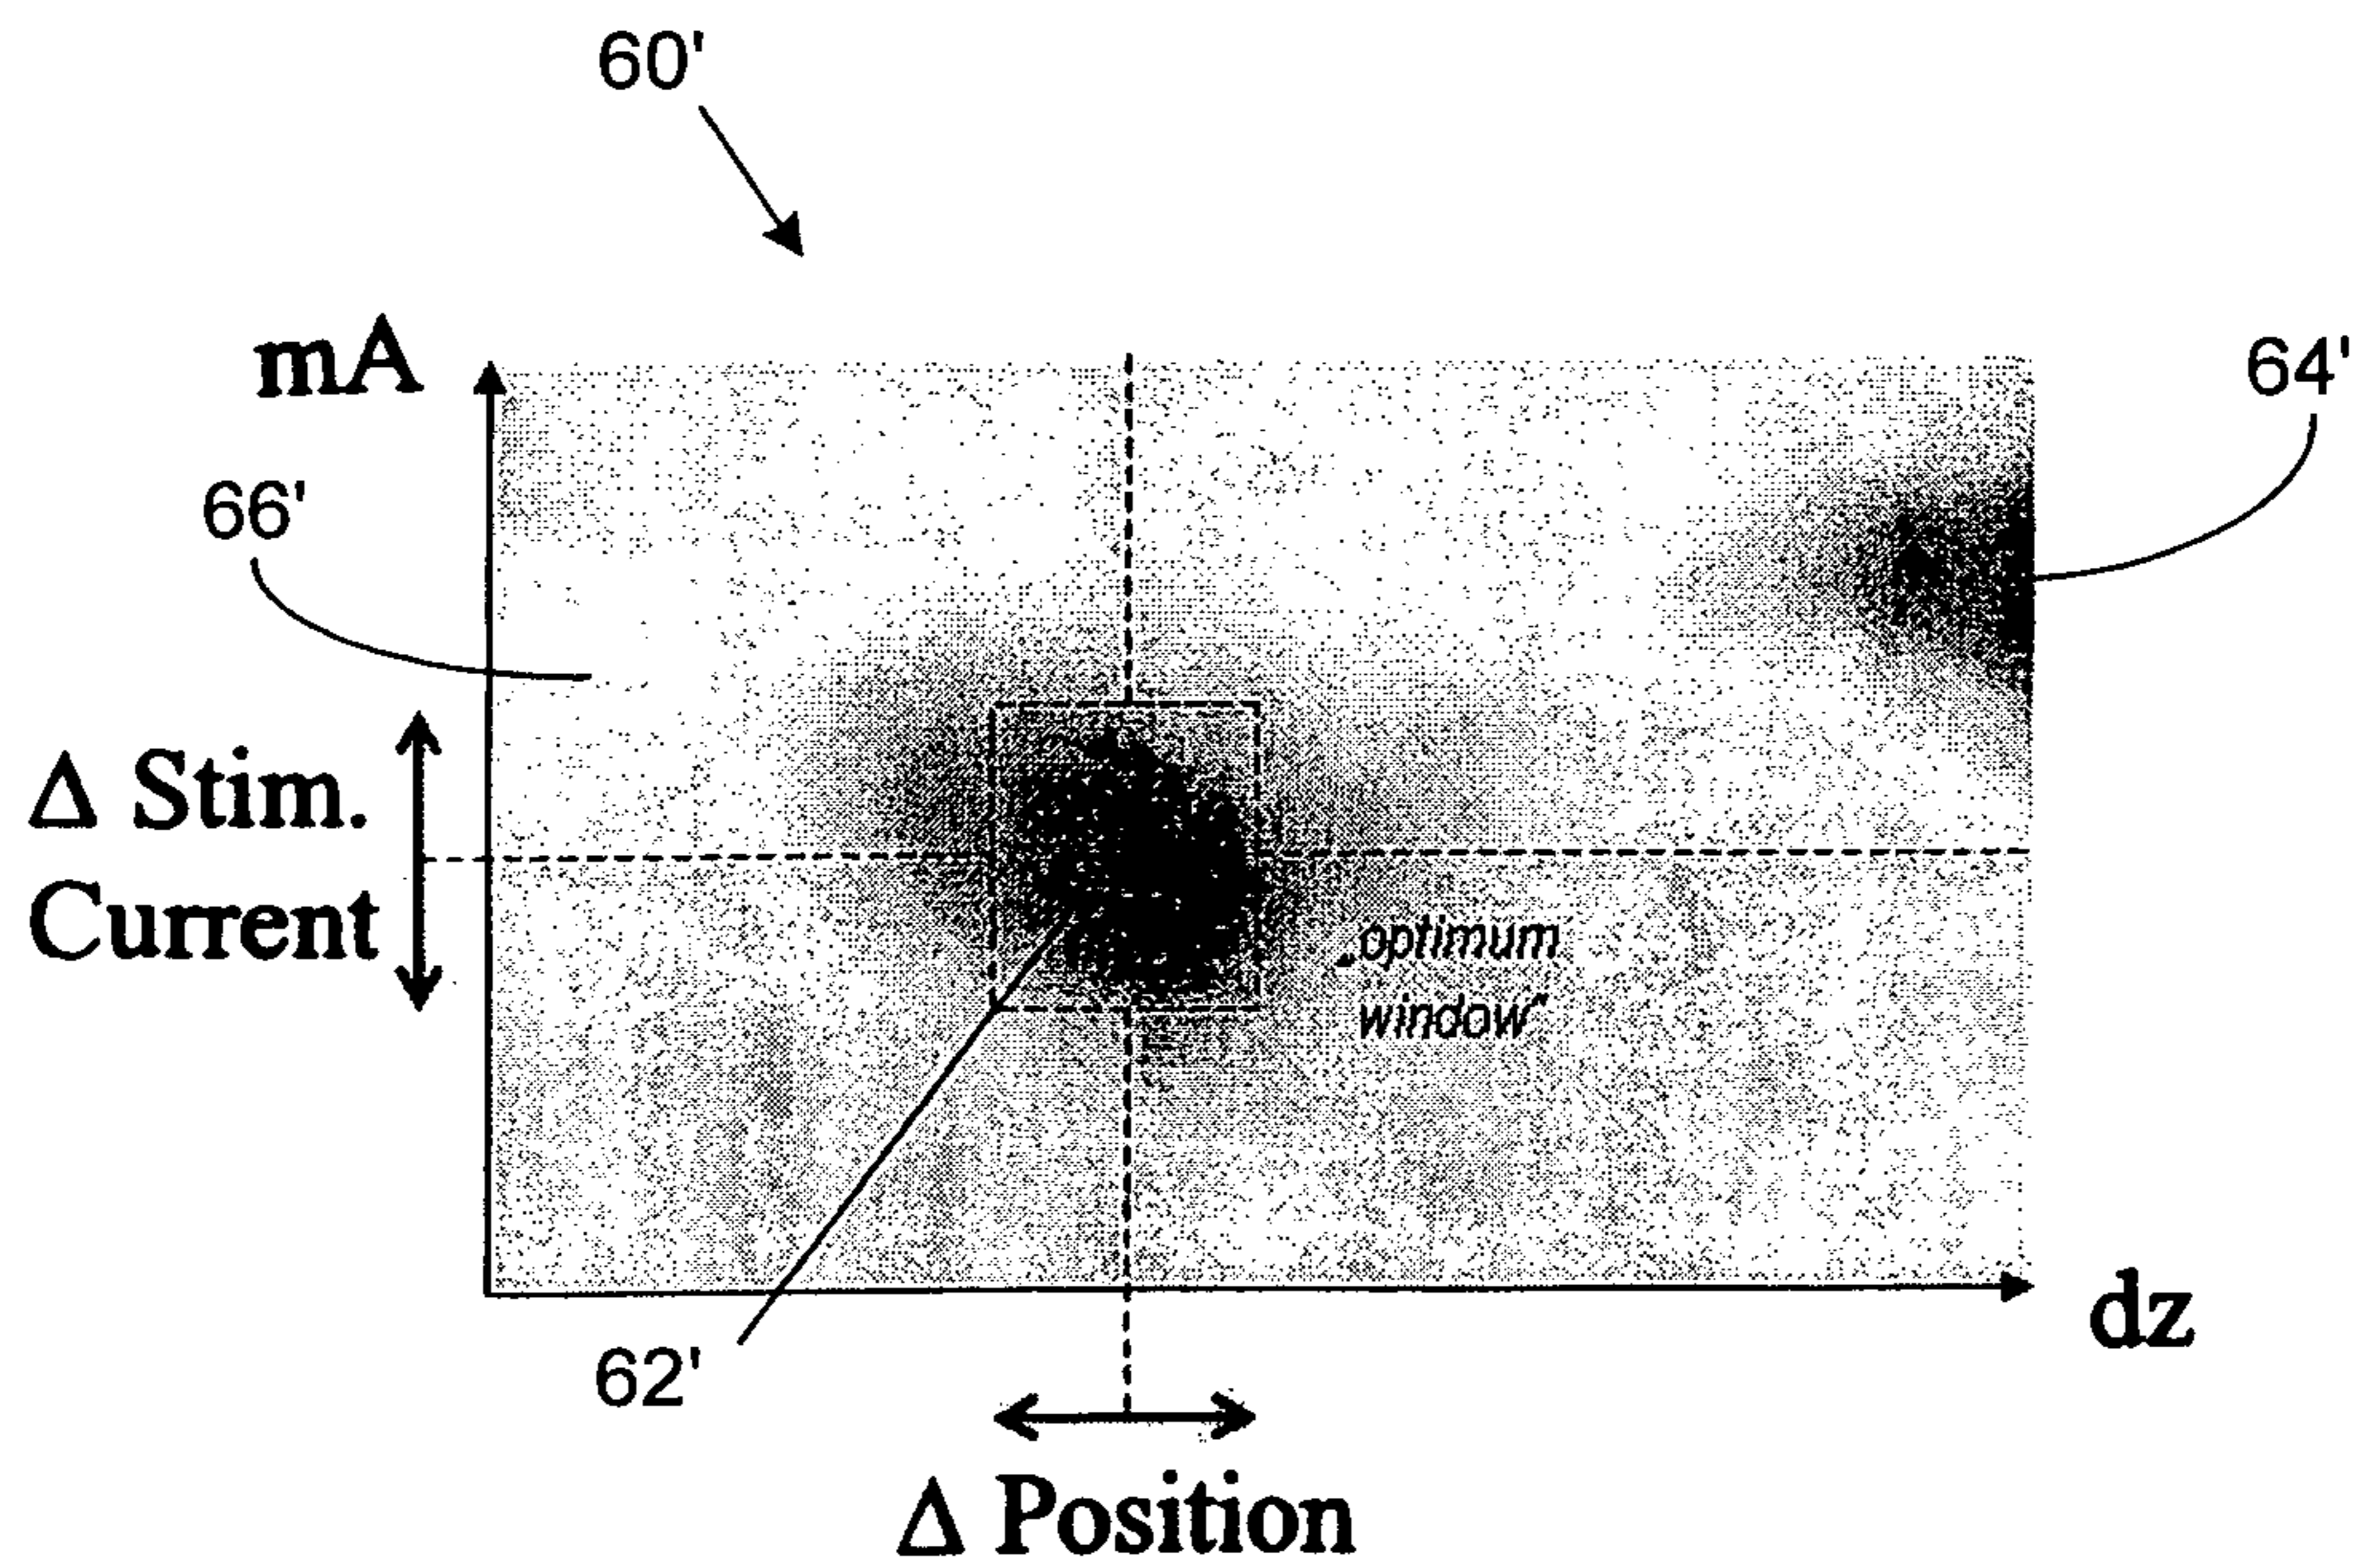 60'
mA
64'
66'
Δ Stim.
Current
„optimum
window“
62'
dz
Δ Position